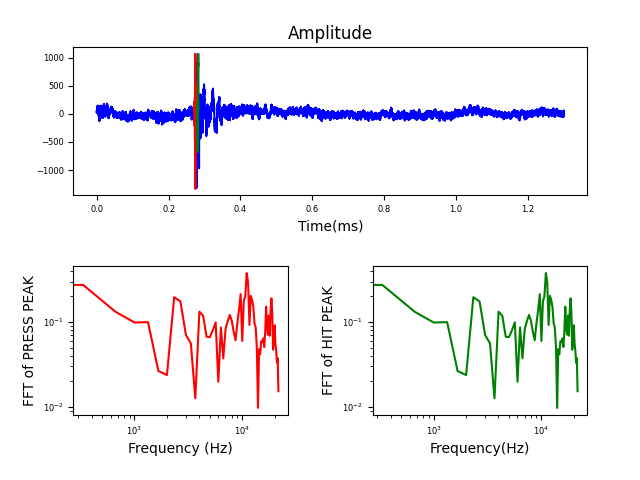 Amplitude
1000
500
0
−500
−1000
0.0 0.2 0.4 0.6 0.8 1.0 1.2
Time(ms)
FFT of PRESS PEAK
10⁻¹
10⁻²
10³ 10⁴
Frequency (Hz)
FFT of HIT PEAK
10⁻¹
10⁻²
10³ 10⁴
Frequency(Hz)